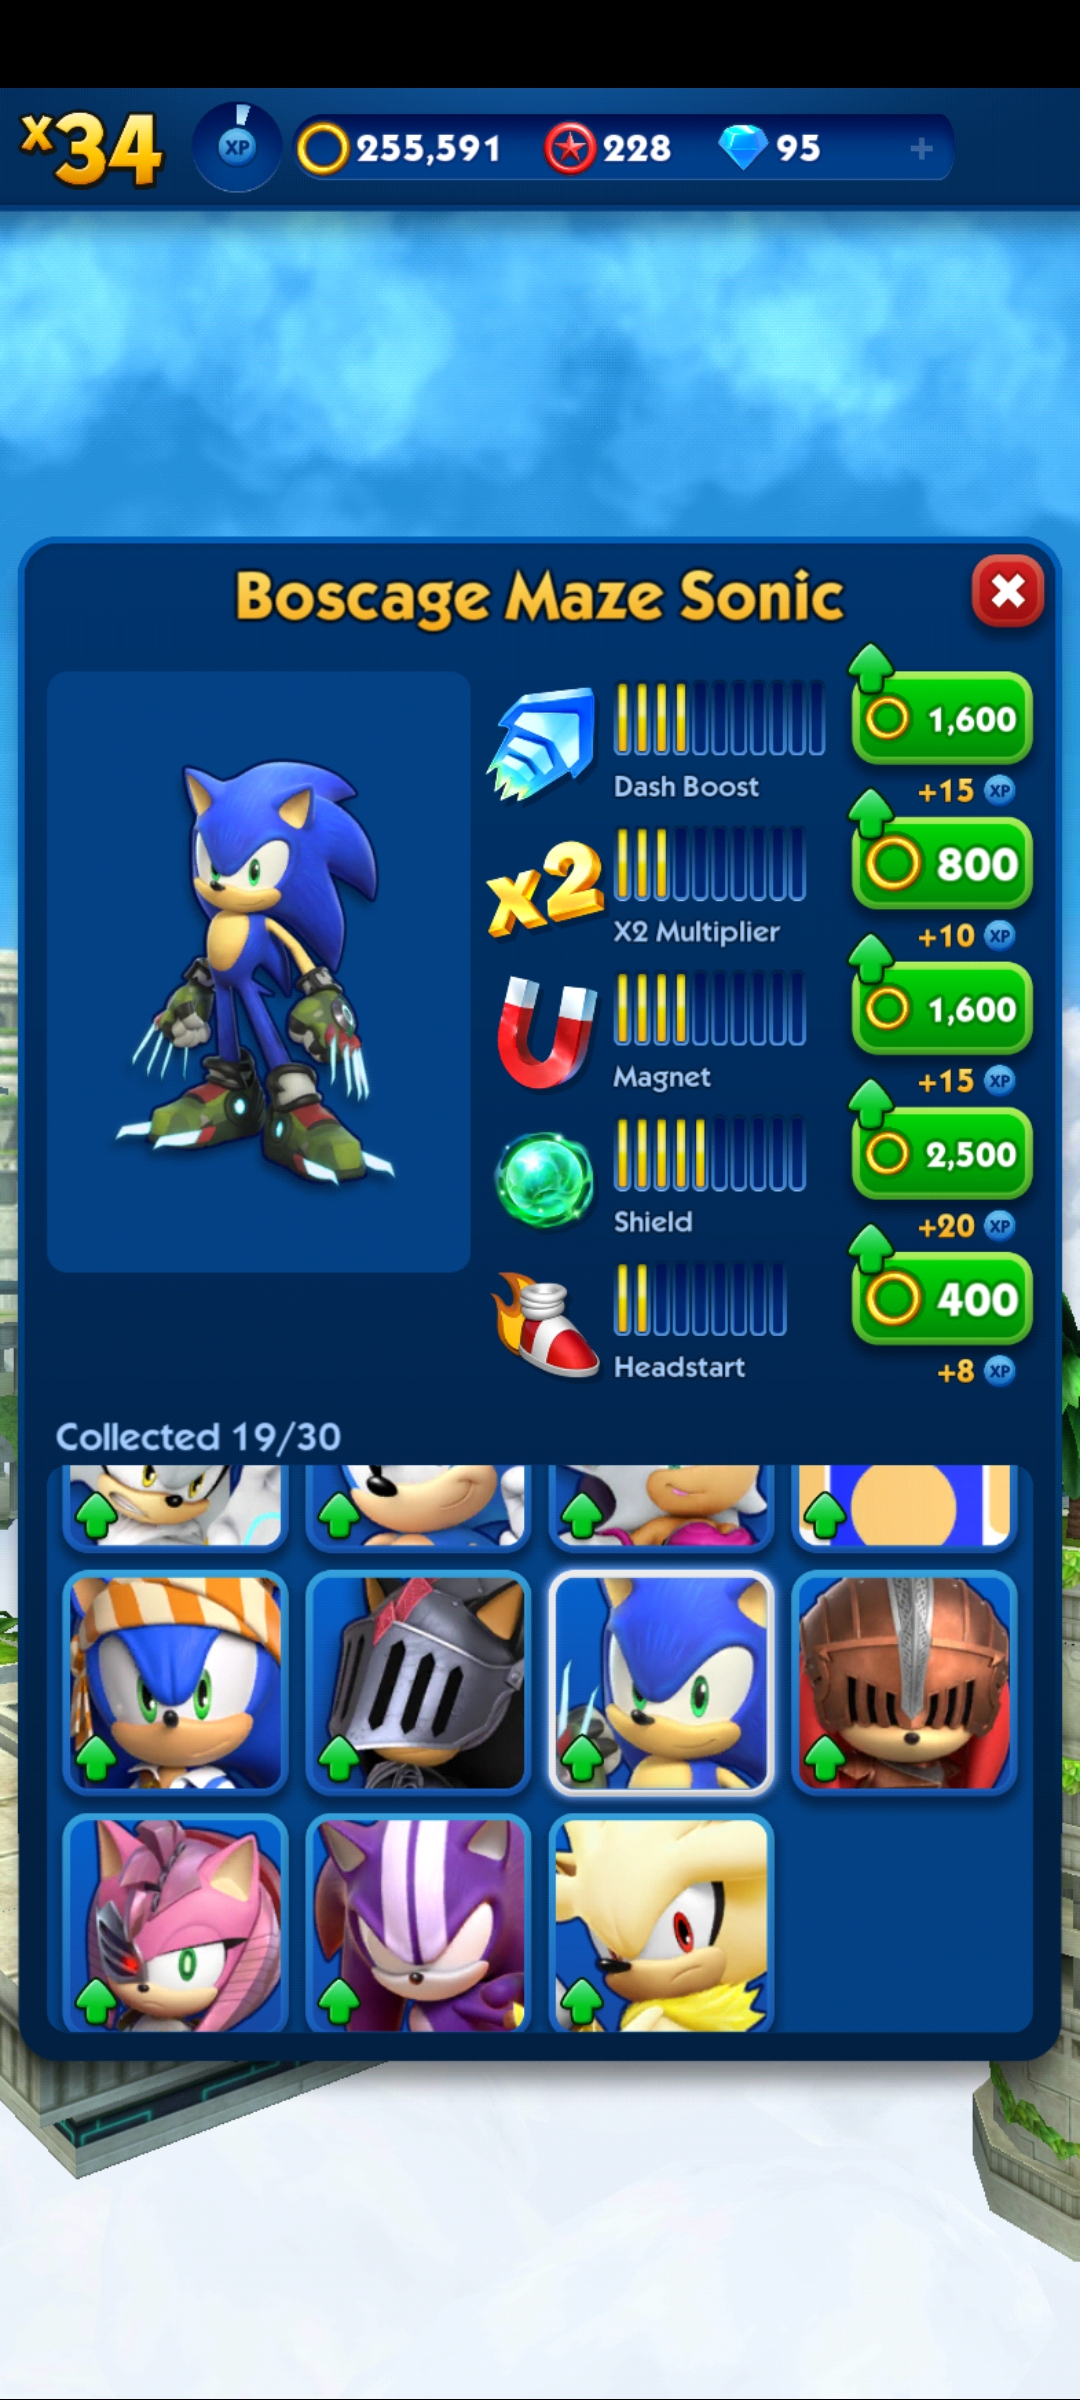 x34 XP 255,591 228 95 +
Boscage Maze Sonic
1,600
Dash Boost
+15 XP
x2
800
X2 Multiplier
+10 XP
1,600
Magnet
+15 XP
2,500
Shield
+20 XP
400
Headstart
+8 XP
Collected 19/30